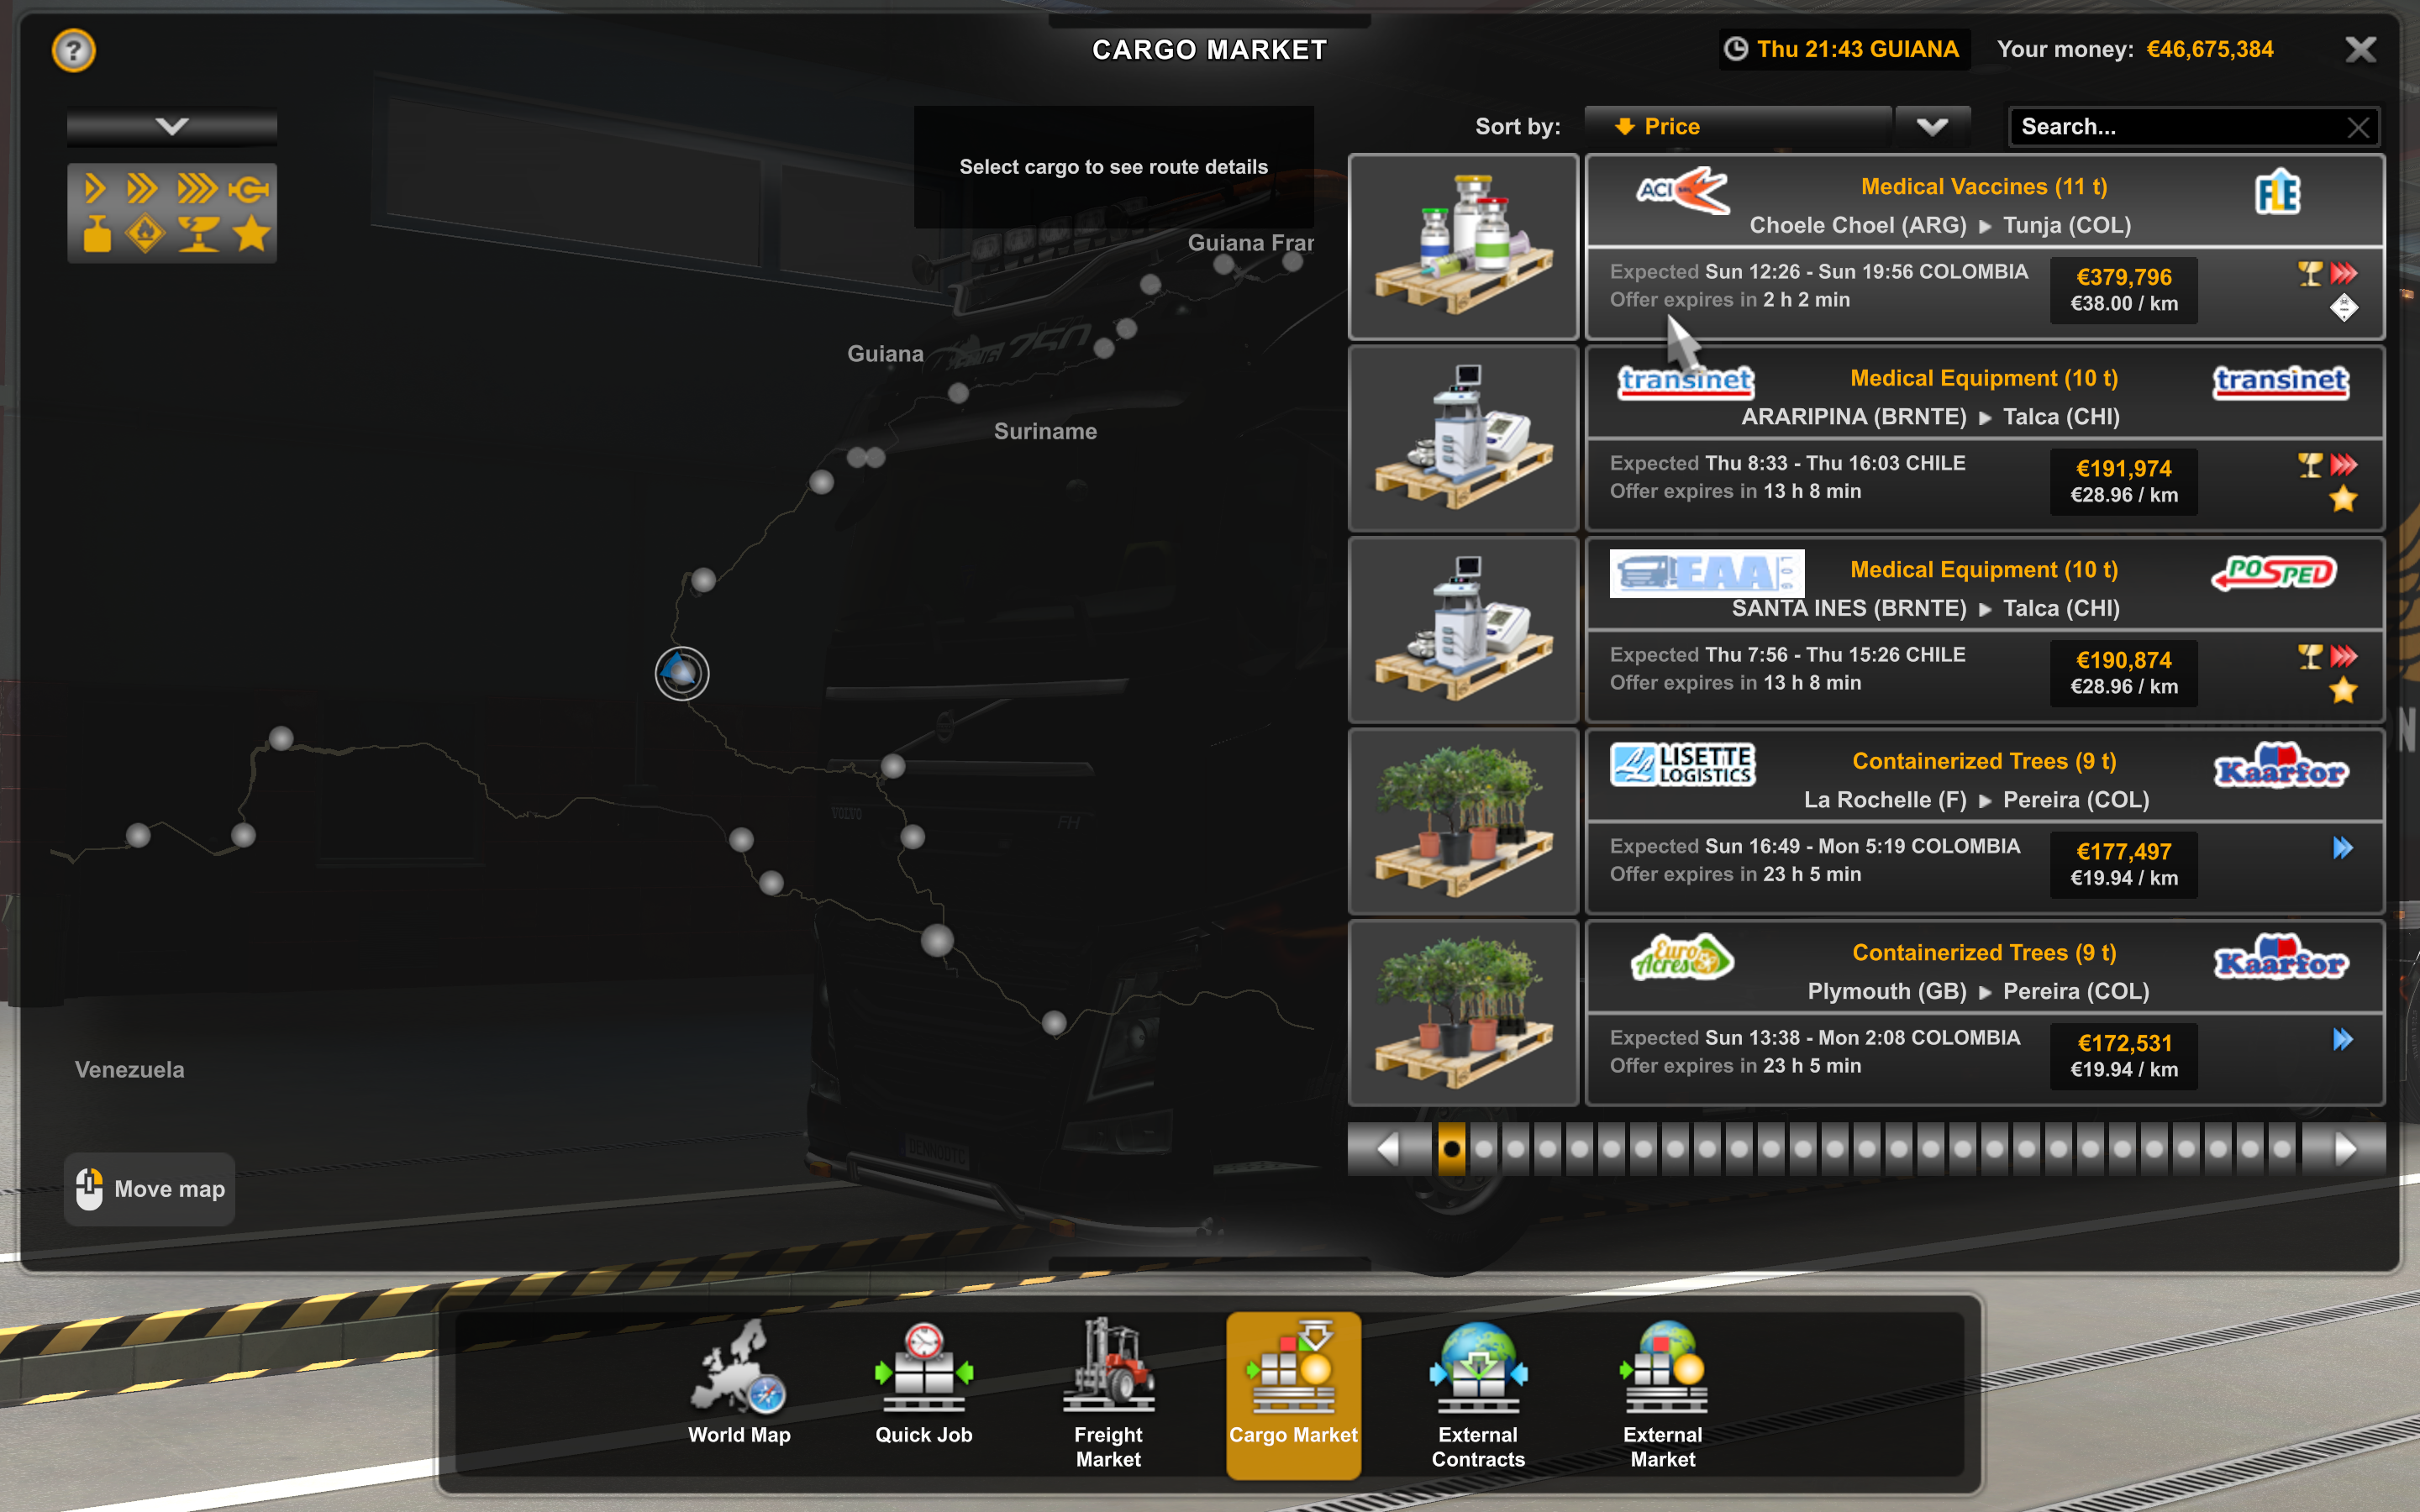 ?
CARGO MARKET
Thu 21:43 GUIANA
Your money: €46,675,384
Sort by:
Price
Search...
Select cargo to see route details
Guiana Frar
Guiana
Suriname
Venezuela
Move map
ACI SRL
Medical Vaccines (11 t)
FLE
Choele Choel (ARG) ► Tunja (COL)
Expected Sun 12:26 - Sun 19:56 COLOMBIA
Offer expires in 2 h 2 min
€379,796
€38.00 / km
transinet
Medical Equipment (10 t)
transinet
ARARIPINA (BRNTE) ► Talca (CHI)
Expected Thu 8:33 - Thu 16:03 CHILE
Offer expires in 13 h 8 min
€191,974
€28.96 / km
EAA LOG
Medical Equipment (10 t)
POSPED
SANTA INES (BRNTE) ► Talca (CHI)
Expected Thu 7:56 - Thu 15:26 CHILE
Offer expires in 13 h 8 min
€190,874
€28.96 / km
LISETTE
LOGISTICS
Containerized Trees (9 t)
Kaarfor
La Rochelle (F) ► Pereira (COL)
Expected Sun 16:49 - Mon 5:19 COLOMBIA
Offer expires in 23 h 5 min
€177,497
€19.94 / km
Euro
Acres
Containerized Trees (9 t)
Kaarfor
Plymouth (GB) ► Pereira (COL)
Expected Sun 13:38 - Mon 2:08 COLOMBIA
Offer expires in 23 h 5 min
€172,531
€19.94 / km
750
VOLVO
FH
World Map
Quick Job
Freight
Market
Cargo Market
External
Contracts
External
Market